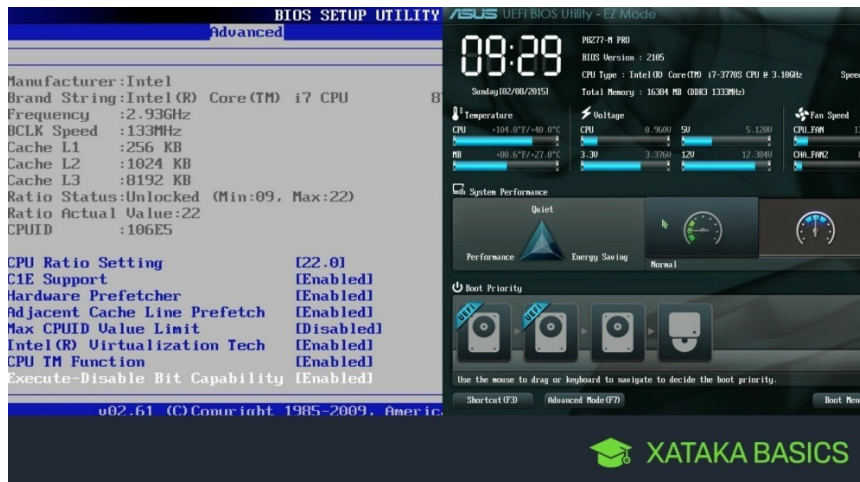 BIOS SETUP UTILITY
Advanced
Manufacturer:Intel
Brand String:Intel(R) Core(TM) i7 CPU 8
Frequency :2.93GHz
BCLK Speed :133MHz
Cache L1 :256 KB
Cache L2 :1024 KB
Cache L3 :8192 KB
Ratio Status:Unlocked (Min:09, Max:22)
Ratio Actual Value:22
CPUID :106E5
CPU Ratio Setting [22.0]
C1E Support [Enabled]
Hardware Prefetcher [Enabled]
Adjacent Cache Line Prefetch [Enabled]
Max CPUID Value Limit [Disabled]
Intel(R) Virtualization Tech [Enabled]
CPU TM Function [Enabled]
Execute-Disable Bit Capability [Enabled]
v02.61 (C)Copyright 1985-2009, Americ
ASUS UEFI BIOS Utility - EZ Mode
09:29
Sunday[02/08/2015]
P8Z77-M PRO
BIOS Version : 2105
CPU Type : Intel(R) Core(TM) i7-3770S CPU @ 3.10GHz Spee
Total Memory : 16384 MB (DDR3 1333MHz)
Temperature
CPU +104.0°F/+40.0°C
MB +80.6°F/+27.0°C
Voltage
CPU 0.960V 5V 5.120V
3.3V 3.376V 12V 12.384V
Fan Speed
CPU_FAN
CHA_FAN2
System Performance
Quiet
Performance
Energy Saving
Normal
Boot Priority
UEFI
UEFI
Use the mouse to drag or keyboard to navigate to decide the boot priority.
Shortcut(F3) Advanced Mode(F7) Boot Men
XATAKA BASICS